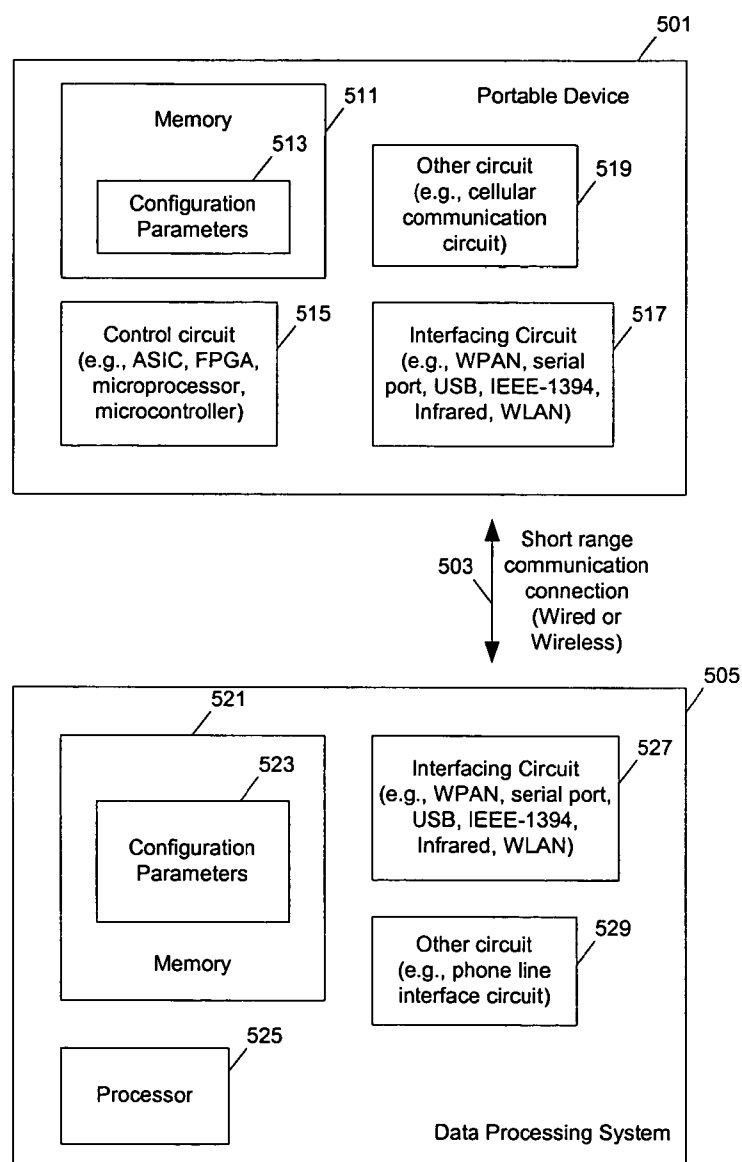 501
Portable Device
511
Memory
513
Configuration
Parameters
Other circuit
(e.g., cellular
communication
circuit)
519
515
Control circuit
(e.g., ASIC, FPGA,
microprocessor,
microcontroller)
517
Interfacing Circuit
(e.g., WPAN, serial
port, USB, IEEE-1394,
Infrared, WLAN)
503
Short range
communication
connection
(Wired or
Wireless)
505
521
523
Configuration
Parameters
Memory
527
Interfacing Circuit
(e.g., WPAN, serial port,
USB, IEEE-1394,
Infrared, WLAN)
529
Other circuit
(e.g., phone line
interface circuit)
525
Processor
Data Processing System